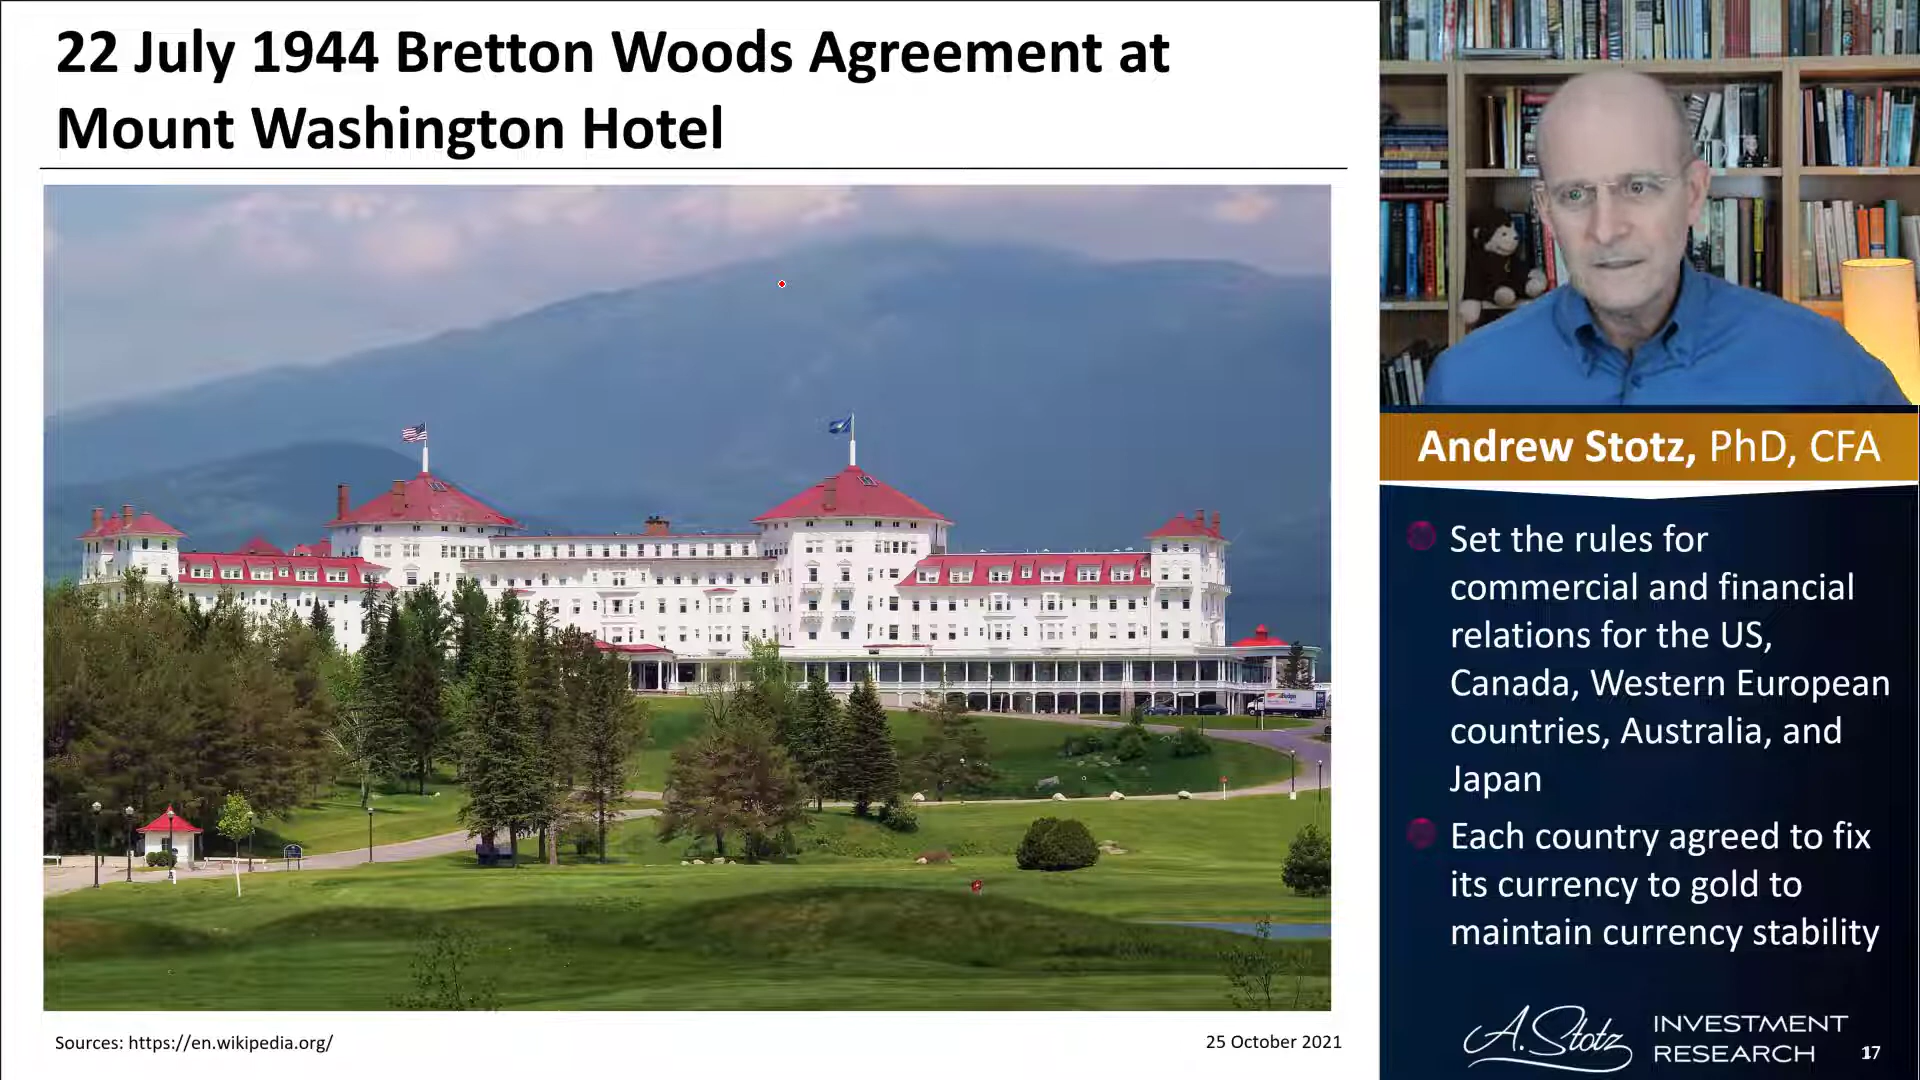 22 July 1944 Bretton Woods Agreement at
Mount Washington Hotel
Andrew Stotz, PhD, CFA
Set the rules for
commercial and financial
relations for the US,
Canada, Western European
countries, Australia, and
Japan
Each country agreed to fix
its currency to gold to
maintain currency stability
Sources: https://en.wikipedia.org/
25 October 2021
A. Stotz
INVESTMENT
RESEARCH
17